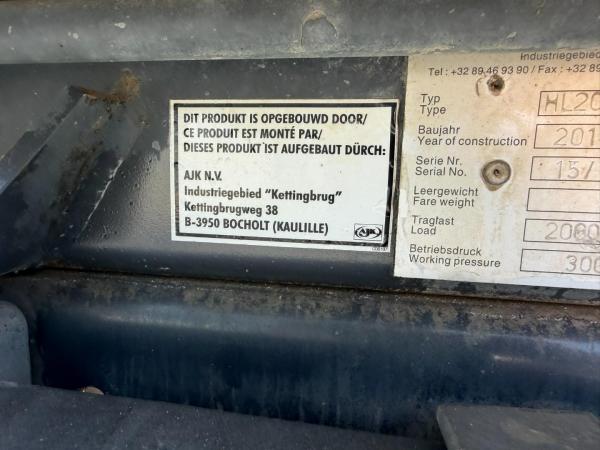 DIT PRODUKT IS OPGEBOUWD DOOR/
CE PRODUIT EST MONTÉ PAR/
DIESES PRODUKT IST AUFGEBAUT DÜRCH:
AJK N.V.
Industriegebied "Kettingbrug"
Kettingbrugweg 38
B-3950 BOCHOLT (KAULILLE)
AJK
Industriegebied
Tel : +32 89 46 93 90 / Fax : +32 8
Typ
Type
HL20
Baujahr
Year of construction
201
Serie Nr.
Serial No.
15/
Leergewicht
Fare weight
Tragfast
Load
2000
Betriebsdruck
Working pressure
300